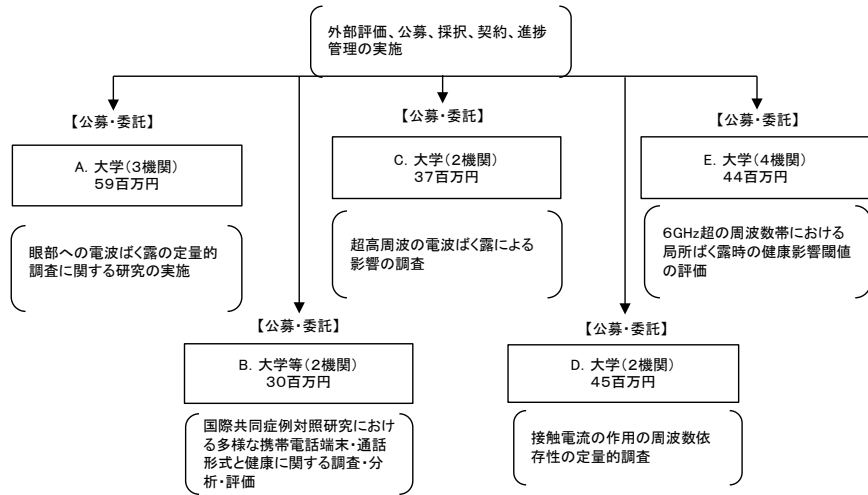 外部評価、公募、採択、契約、進捗
管理の実施
【公募・委託】
A. 大学(3機関)
59百万円
眼部への電波ばく露の定量的
調査に関する研究の実施
【公募・委託】
C. 大学(2機関)
37百万円
超高周波の電波ばく露による
影響の調査
【公募・委託】
E. 大学(4機関)
44百万円
6GHz超の周波数帯における
局所ばく露時の健康影響閾値
の評価
【公募・委託】
B. 大学等(2機関)
30百万円
国際共同症例対照研究におけ
る多様な携帯電話端末・通話
形式と健康に関する調査・分
析・評価
【公募・委託】
D. 大学(2機関)
45百万円
接触電流の作用の周波数依
存性の定量的調査